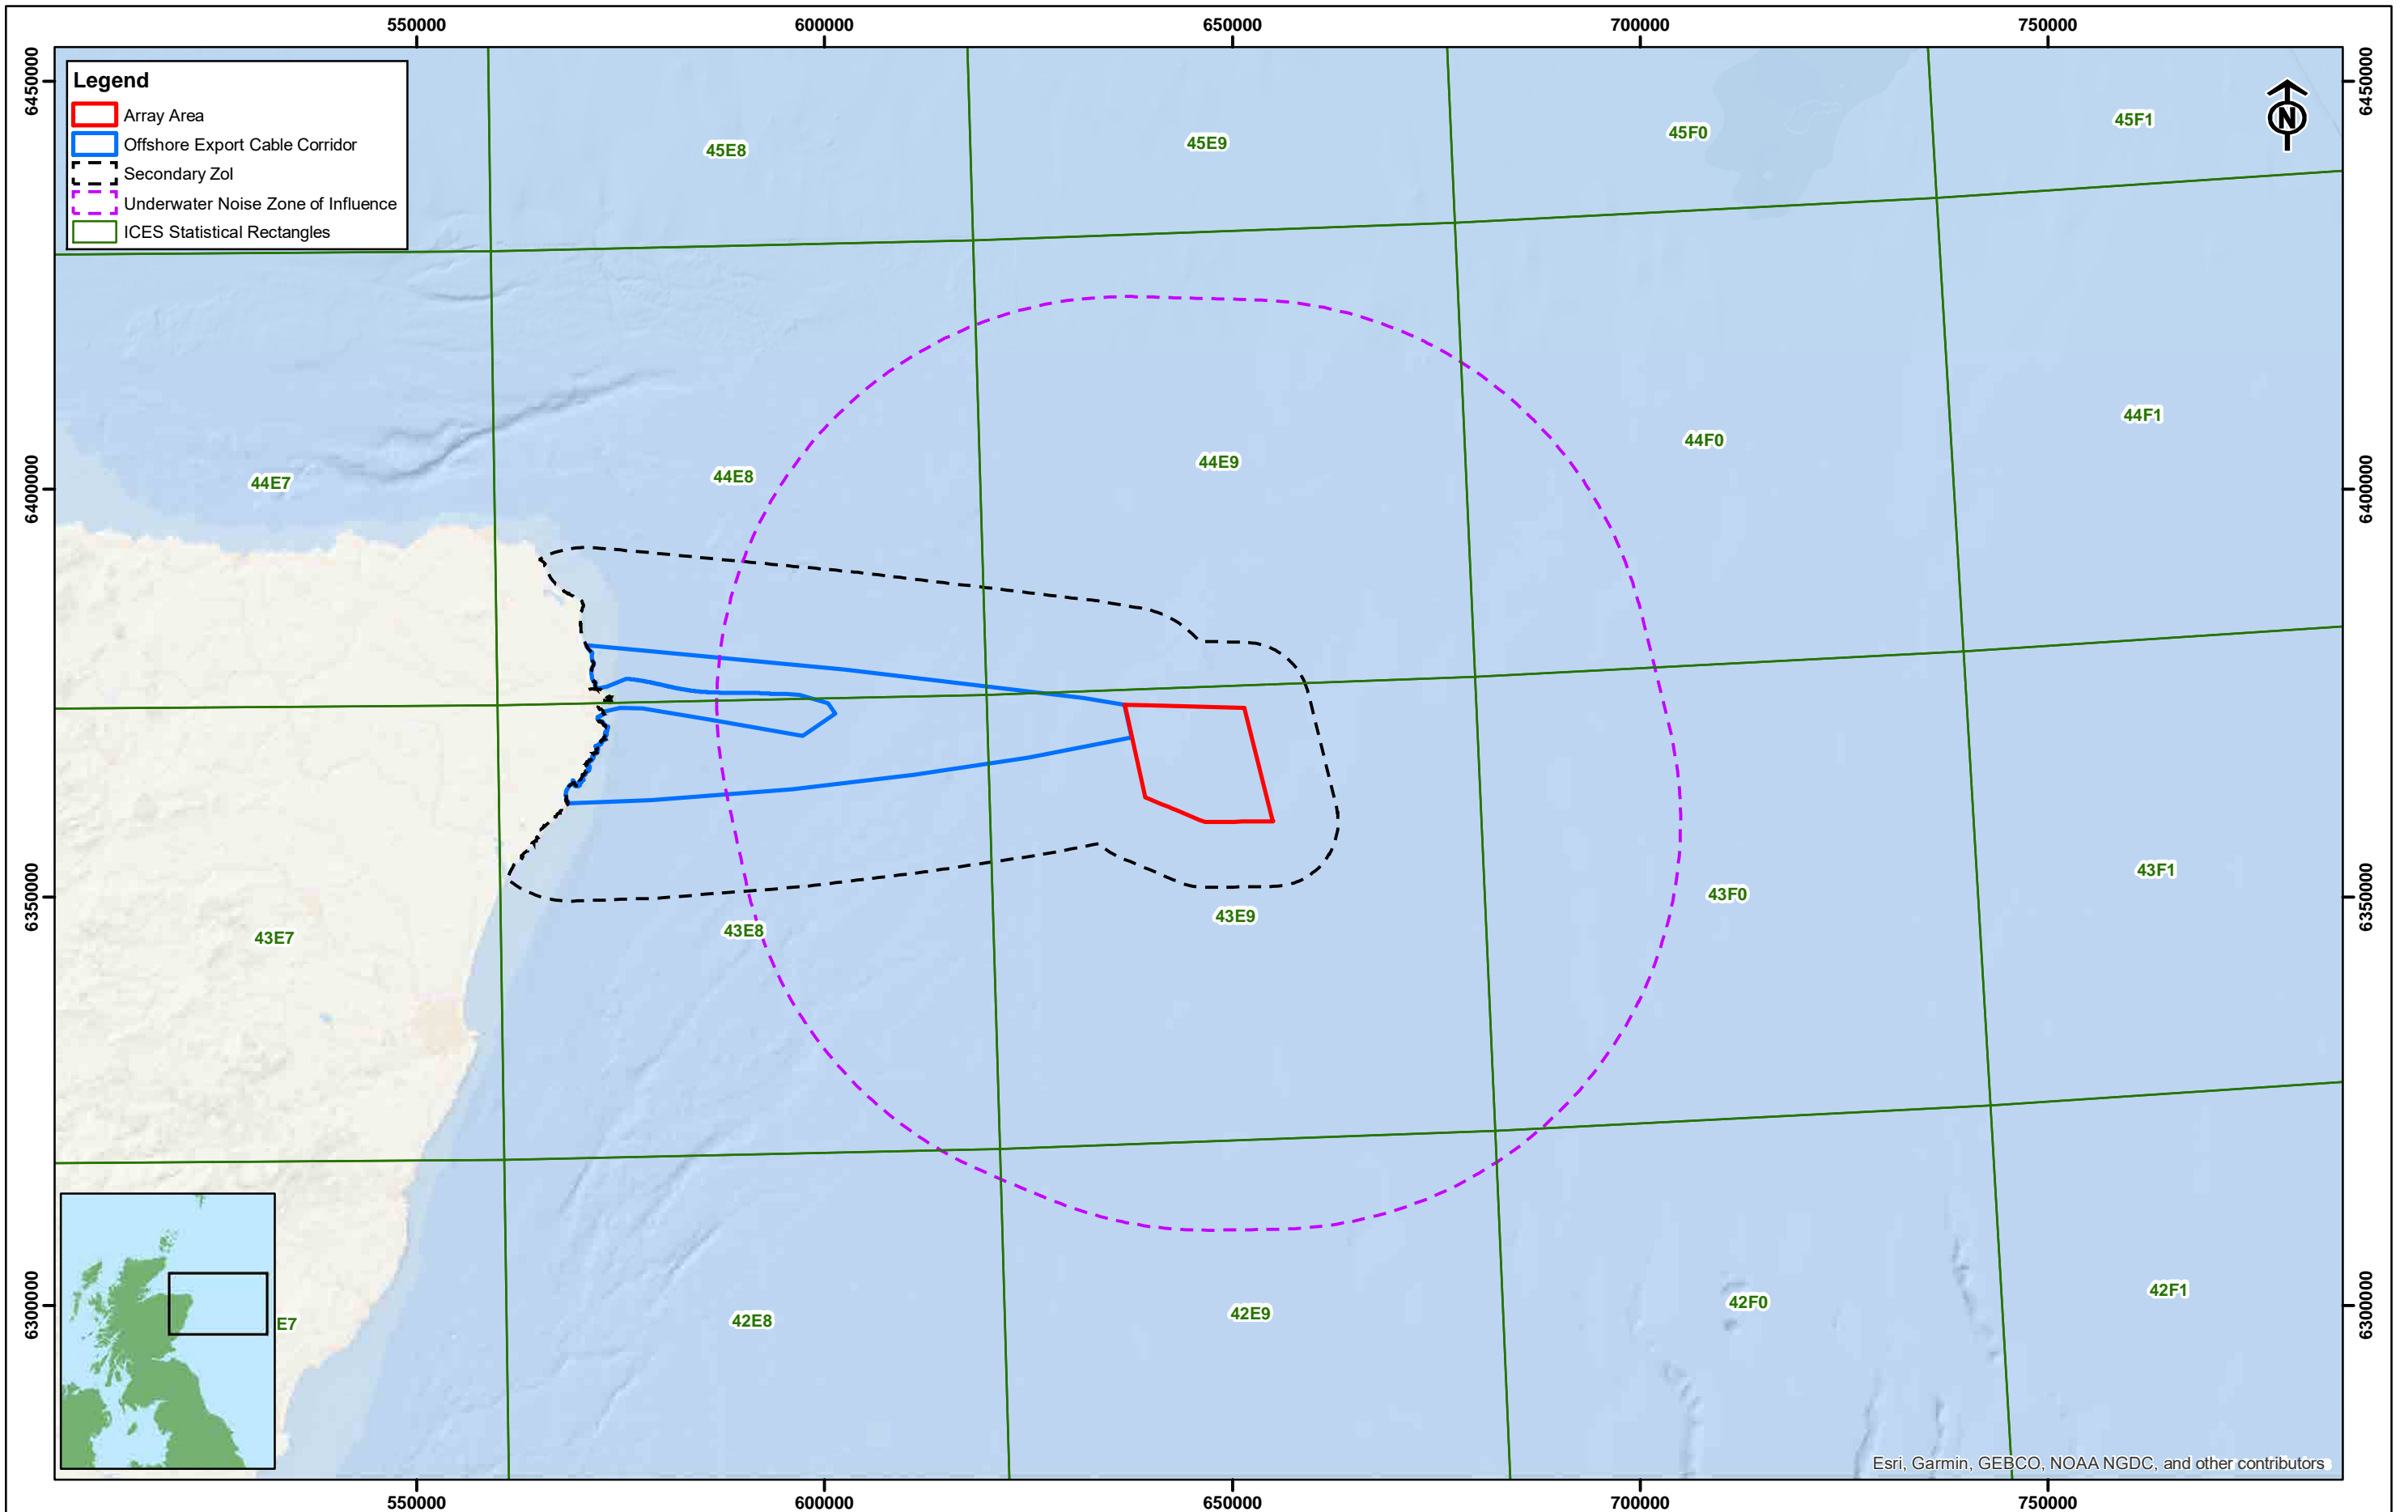 550000 600000 650000 700000 750000
6450000 6450000
Legend
Array Area
Offshore Export Cable Corridor
Secondary ZoI
Underwater Noise Zone of Influence
ICES Statistical Rectangles
N
45E8 45E9 45F0 45F1
44E7 44E8 44E9 44F0 44F1
6400000 6400000
43E7 43E8 43E9 43F0 43F1
6350000 6350000
E7 42E8 42E9 42F0 42F1
6300000 6300000
Esri, Garmin, GEBCO, NOAA NGDC, and other contributors
550000 600000 650000 700000 750000